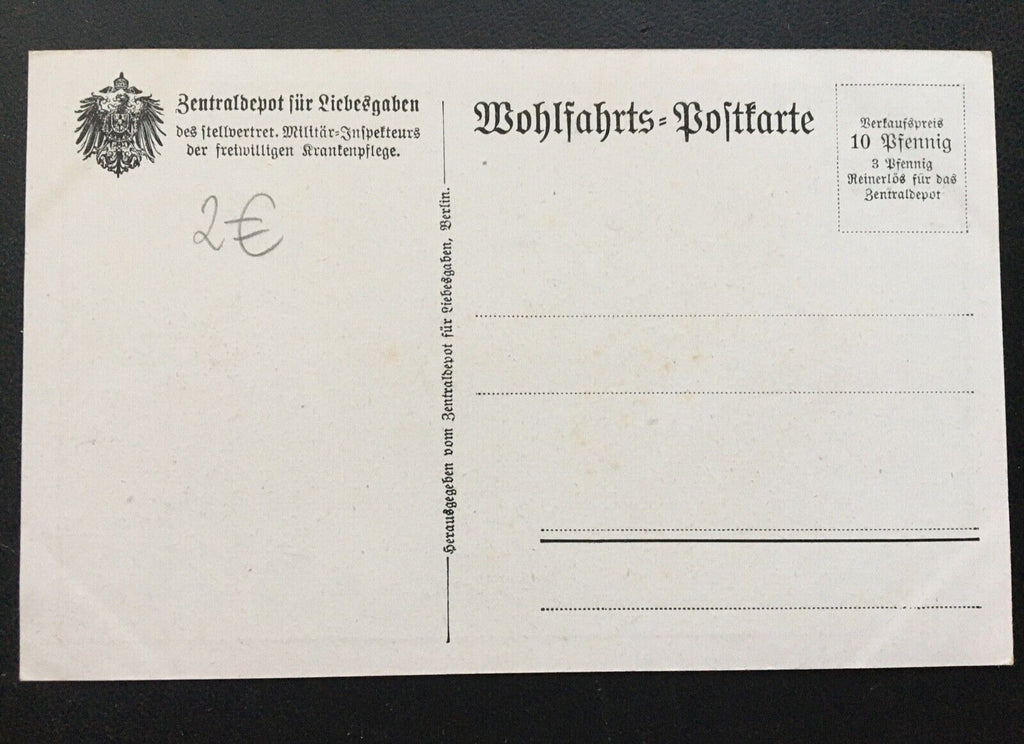 Zentraldepot für Liebesgaben
des stellvertret. Militär-Inspekteurs
der freiwilligen Krankenpflege.
2€
Herausgegeben vom Zentraldepot für Liebesgaben, Berlin.
Wohlfahrts-Postkarte
Verkaufspreis
10 Pfennig
3 Pfennig
Reinerlös für das
Zentraldepot